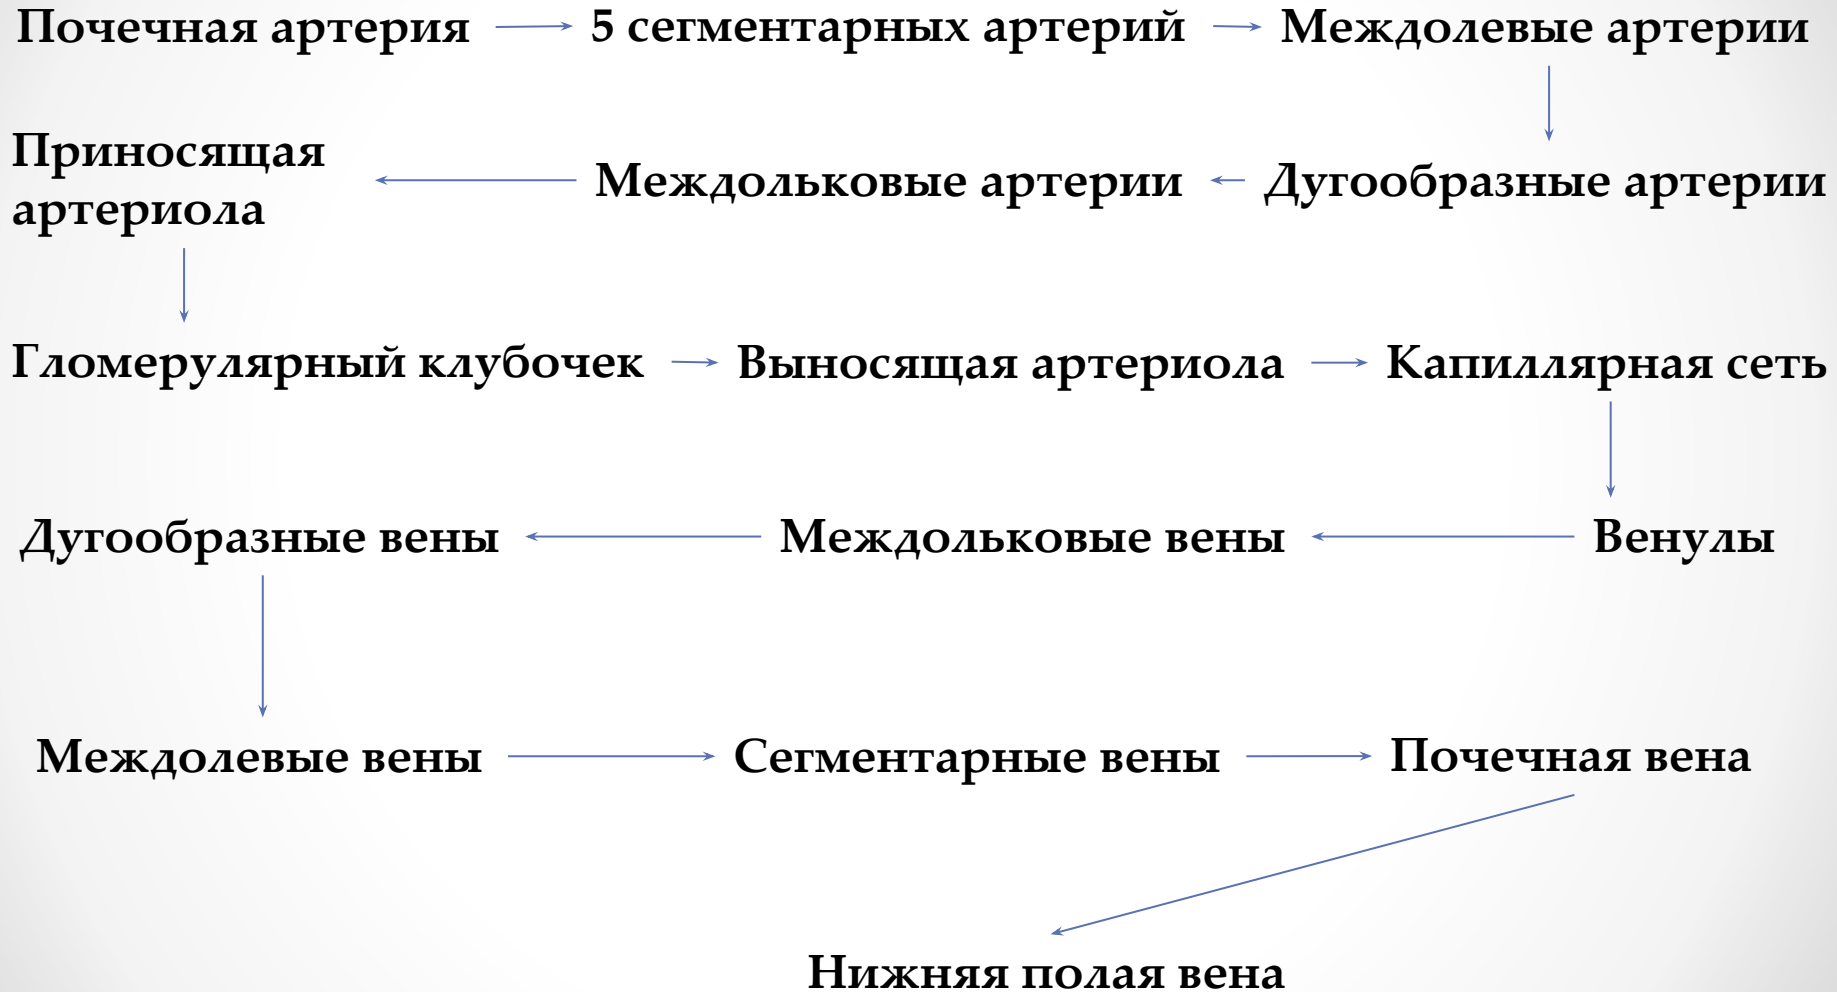 Почечная артерия
5 сегментарных артерий
Междолевые артерии
Дугообразные артерии
Междольковые артерии
Приносящая
артериола
Гломерулярный клубочек
Выносящая артериола
Капиллярная сеть
Венулы
Междольковые вены
Дугообразные вены
Междолевые вены
Сегментарные вены
Почечная вена
Нижняя полая вена